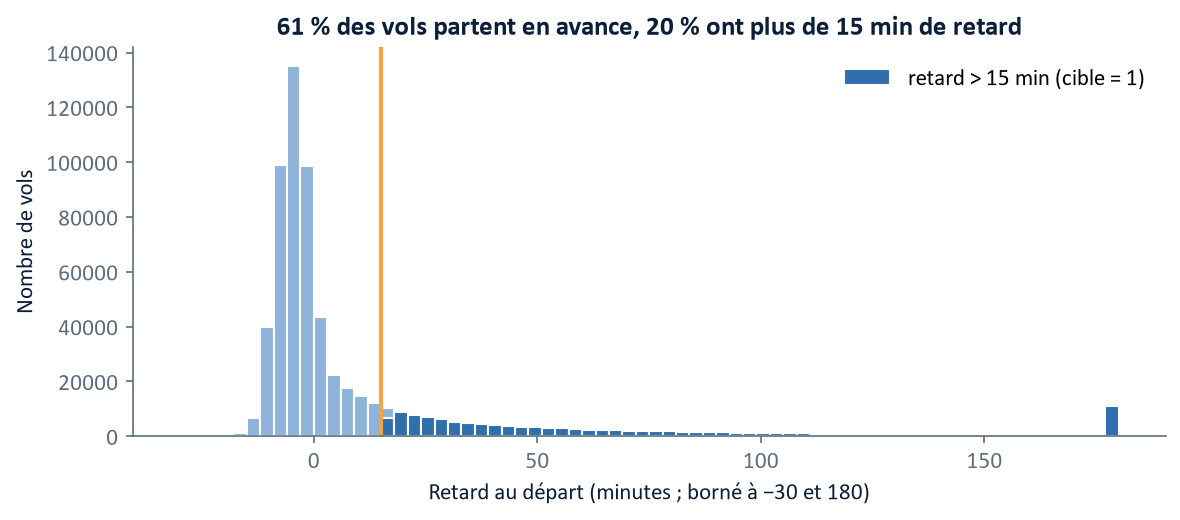 61 % des vols partent en avance, 20 % ont plus de 15 min de retard
retard > 15 min (cible = 1)
Nombre de vols
140000
120000
100000
80000
60000
40000
20000
0
0 50 100 150
Retard au départ (minutes ; borné à −30 et 180)